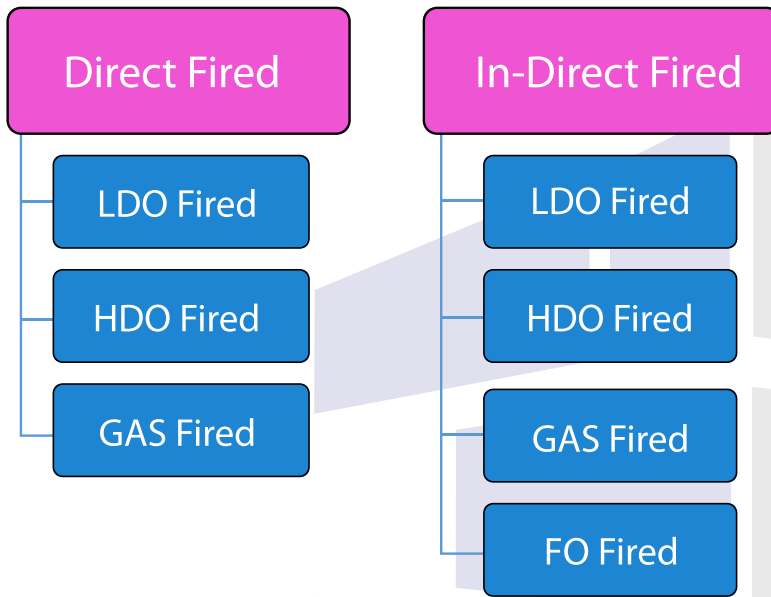 Direct Fired
LDO Fired
HDO Fired
GAS Fired
In-Direct Fired
LDO Fired
HDO Fired
GAS Fired
FO Fired